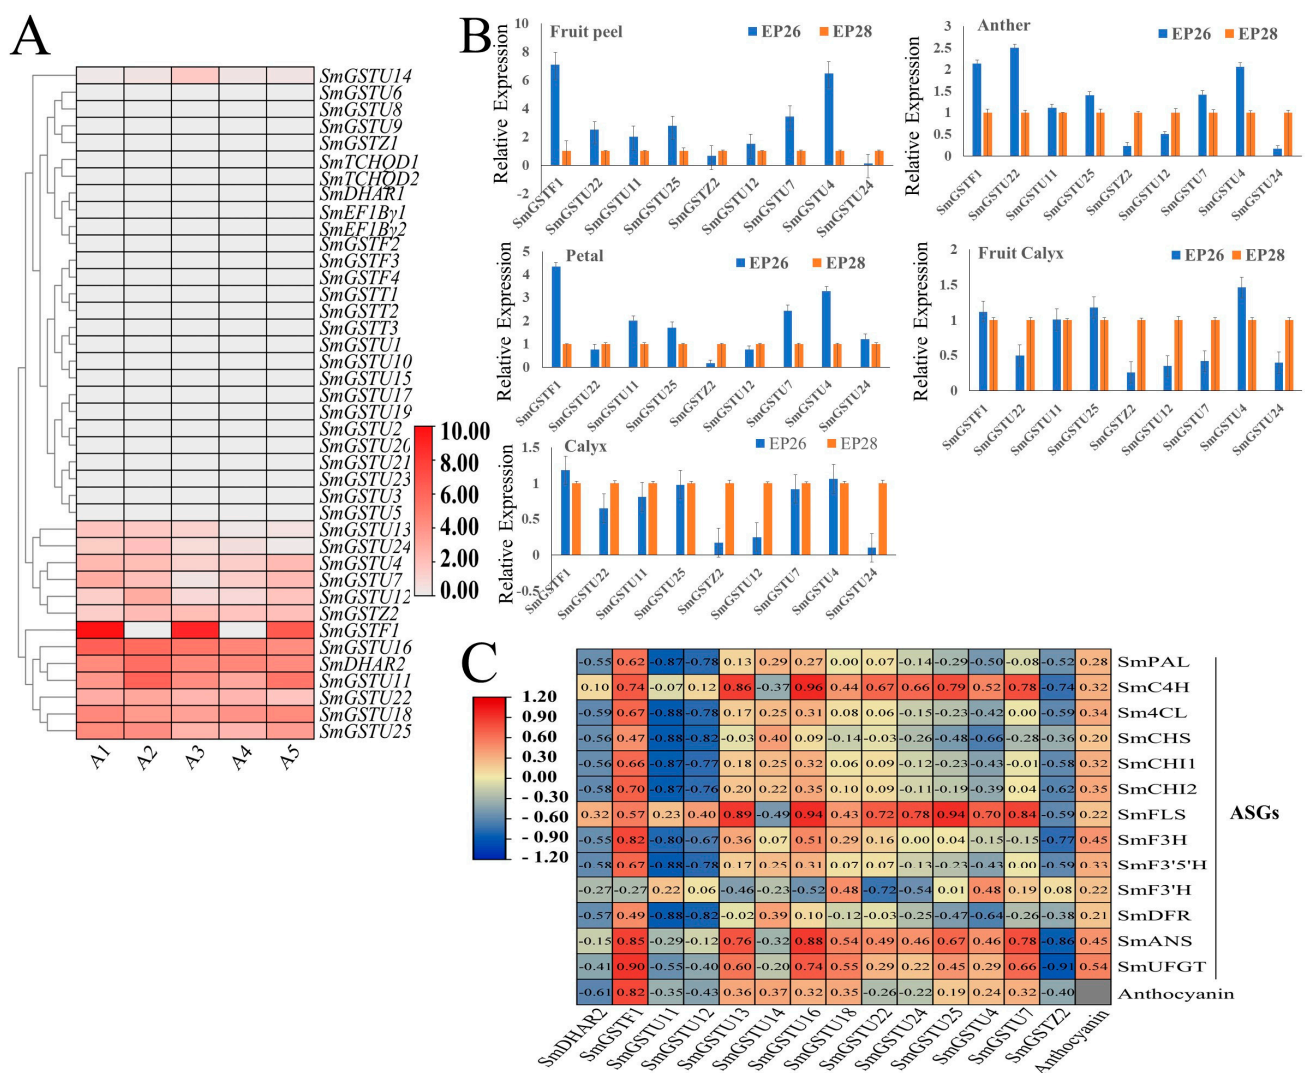 A
SmGSTU14
SmGSTU6
SmGSTU8
SmGSTU9
SmGSTZ1
SmTCHQD1
SmTCHQD2
SmDHAR1
SmEF1Bγ1
SmEF1Bγ2
SmGSTF2
SmGSTF3
SmGSTF4
SmGSTT1
SmGSTT2
SmGSTT3
SmGSTU1
SmGSTU10
SmGSTU15
SmGSTU17
SmGSTU19
SmGSTU2
SmGSTU20
SmGSTU21
SmGSTU23
SmGSTU3
SmGSTU5
SmGSTU13
SmGSTU24
SmGSTU4
SmGSTU7
SmGSTU12
SmGSTZ2
SmGSTF1
SmGSTU16
SmDHAR2
SmGSTU11
SmGSTU22
SmGSTU18
SmGSTU25
A1 A2 A3 A4 A5
10.00
8.00
6.00
4.00
2.00
0.00
B
Fruit peel
EP26 EP28
Relative Expression
10
8
6
4
2
0
-2
SmGSTF1 SmGSTU22 SmGSTU11 SmGSTU25 SmGSTZ2 SmGSTU12 SmGSTU7 SmGSTU4 SmGSTU24
Anther
EP26 EP28
Relative Expression
3
2.5
2
1.5
1
0.5
0
SmGSTF1 SmGSTU22 SmGSTU11 SmGSTU25 SmGSTZ2 SmGSTU12 SmGSTU7 SmGSTU4 SmGSTU24
Petal
EP26 EP28
Relative Expression
5
4
3
2
1
0
SmGSTF1 SmGSTU22 SmGSTU11 SmGSTU25 SmGSTZ2 SmGSTU12 SmGSTU7 SmGSTU4 SmGSTU24
Fruit Calyx
EP26 EP28
Relative Expression
2
1.5
1
0.5
0
SmGSTF1 SmGSTU22 SmGSTU11 SmGSTU25 SmGSTZ2 SmGSTU12 SmGSTU7 SmGSTU4 SmGSTU24
Calyx
EP26 EP28
Relative Expression
1.5
1
0.5
0
-0.5
SmGSTF1 SmGSTU22 SmGSTU11 SmGSTU25 SmGSTZ2 SmGSTU12 SmGSTU7 SmGSTU4 SmGSTU24
C
1.20
0.90
0.60
0.30
0.00
- 0.30
- 0.60
- 0.90
- 1.20
-0.55 0.62 -0.87 -0.78 0.13 0.29 0.27 0.00 0.07 -0.14 -0.29 -0.50 -0.08 -0.52 0.28 SmPAL
0.10 0.74 -0.07 0.12 0.86 -0.37 0.96 0.44 0.67 0.66 0.79 0.52 0.78 -0.74 0.32 SmC4H
-0.59 0.67 -0.88 -0.78 0.17 0.25 0.31 0.08 0.06 -0.15 -0.23 -0.42 0.00 -0.59 0.34 Sm4CL
-0.56 0.47 -0.88 -0.82 -0.03 0.40 0.09 -0.14 -0.03 -0.26 -0.48 -0.66 -0.28 -0.36 0.20 SmCHS
-0.56 0.66 -0.87 -0.77 0.18 0.25 0.32 0.06 0.09 -0.12 -0.23 -0.43 -0.01 -0.58 0.32 SmCHI1
-0.58 0.70 -0.87 -0.76 0.20 0.22 0.35 0.10 0.09 -0.11 -0.19 -0.39 0.04 -0.62 0.35 SmCHI2
0.32 0.57 0.23 0.40 0.89 -0.49 0.94 0.43 0.72 0.78 0.94 0.70 0.84 -0.59 0.22 SmFLS
-0.55 0.82 -0.80 -0.67 0.36 0.07 0.51 0.29 0.16 0.00 0.04 -0.15 -0.15 -0.77 0.45 SmF3H
-0.58 0.67 -0.88 -0.78 0.17 0.25 0.31 0.07 0.07 -0.13 -0.23 -0.43 0.00 -0.59 0.33 SmF3'5'H
-0.27 -0.27 0.22 0.06 -0.46 -0.23 -0.52 0.48 -0.72 -0.54 0.01 0.48 0.19 0.08 0.22 SmF3'H
-0.57 0.49 -0.88 -0.82 -0.02 0.39 0.10 -0.12 -0.03 -0.25 -0.47 -0.64 -0.26 -0.38 0.21 SmDFR
-0.15 0.85 -0.29 -0.12 0.76 -0.32 0.88 0.54 0.49 0.46 0.67 0.46 0.78 -0.86 0.45 SmANS
-0.41 0.90 -0.55 -0.40 0.60 -0.20 0.74 0.55 0.29 0.22 0.45 0.29 0.66 -0.91 0.54 SmUFGT
-0.61 0.82 -0.35 -0.43 0.36 0.37 0.32 0.35 -0.26 -0.22 0.19 0.24 0.32 -0.40 Anthocyanin
ASGs
SmDHAR2 SmGSTF1 SmGSTU11 SmGSTU12 SmGSTU13 SmGSTU14 SmGSTU16 SmGSTU18 SmGSTU22 SmGSTU24 SmGSTU25 SmGSTU4 SmGSTU7 SmGSTZ2 Anthocyanin